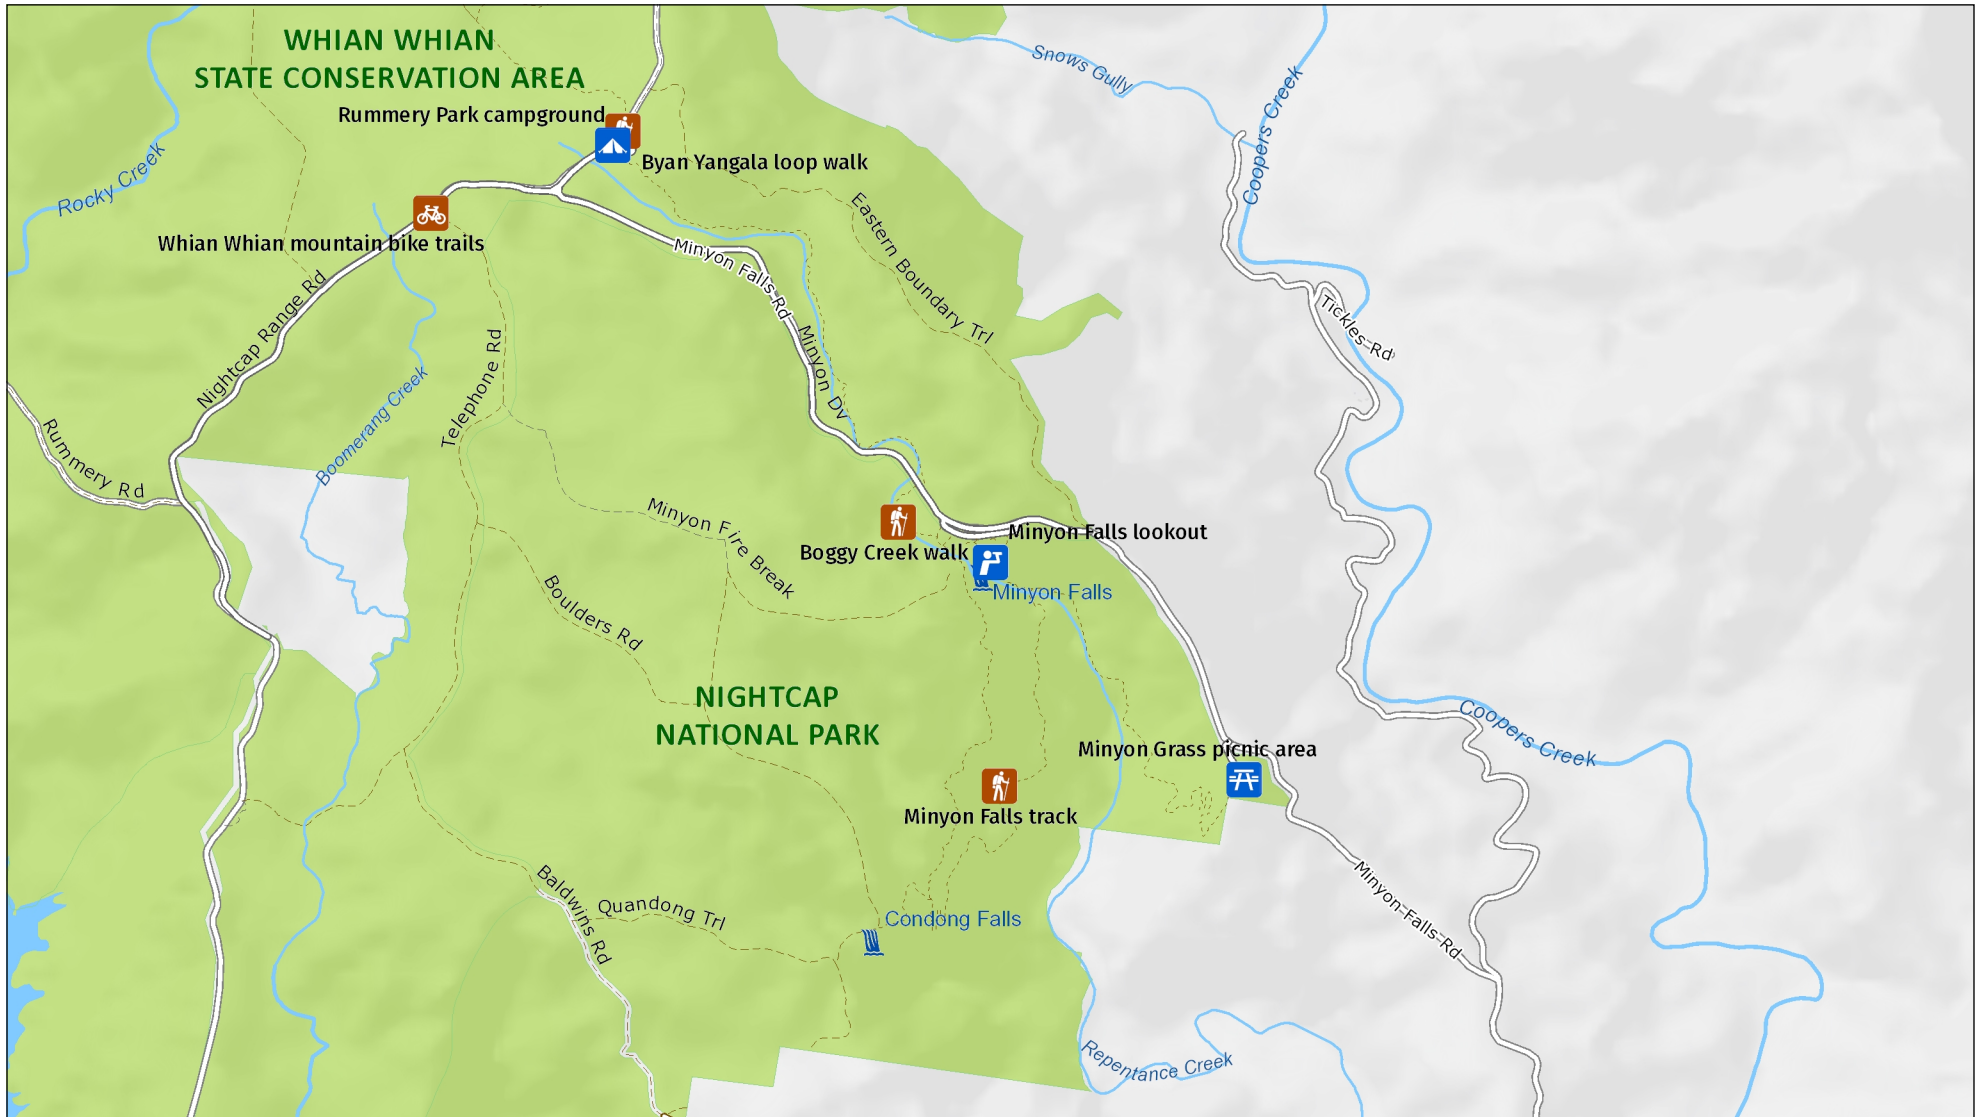 WHIAN WHIAN
STATE CONSERVATION AREA
Snows Gully
Coopers Creek
Rummery Park campground
Byan Yangala loop walk
Rocky Creek
Eastern Boundary Trl
Whian Whian mountain bike trails
Minyon Falls Rd
Nightcap Range Rd
Tickles Rd
Minyon Dv
Telephone Rd
Boomerang Creek
Rummery Rd
Minyon Fire Break
Minyon Falls lookout
Boggy Creek walk
Minyon Falls
Boulders Rd
NIGHTCAP
NATIONAL PARK
Coopers Creek
Minyon Grass picnic area
Minyon Falls track
Minyon Falls Rd
Baldwins Rd
Quandong Trl
Condong Falls
Repentance Creek